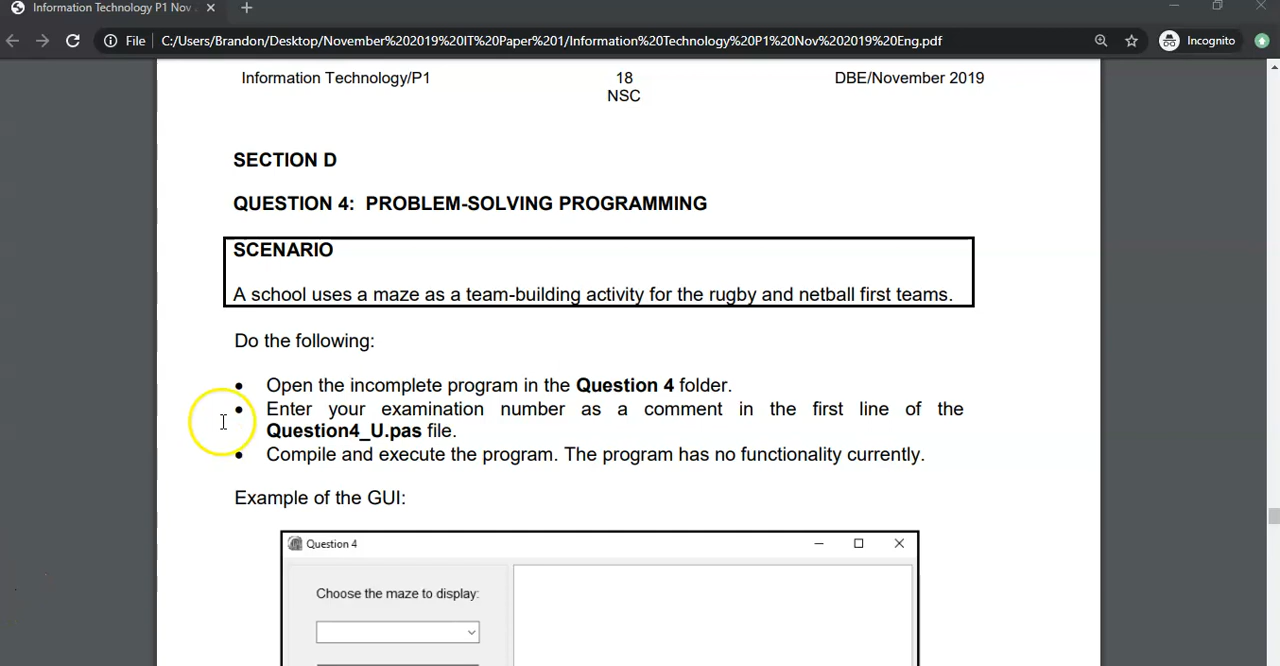 Information Technology P1 Nov
File C:/Users/Brandon/Desktop/November%202019%20IT%20Paper%201/Information%20Technology%20P1%20Nov%202019%20Eng.pdf Incognito
Information Technology/P1 18 DBE/November 2019
NSC
SECTION D
QUESTION 4: PROBLEM-SOLVING PROGRAMMING
SCENARIO
A school uses a maze as a team-building activity for the rugby and netball first teams.
Do the following:
• Open the incomplete program in the Question 4 folder.
• Enter your examination number as a comment in the first line of the
Question4_U.pas file.
• Compile and execute the program. The program has no functionality currently.
Example of the GUI:
Question 4
Choose the maze to display: